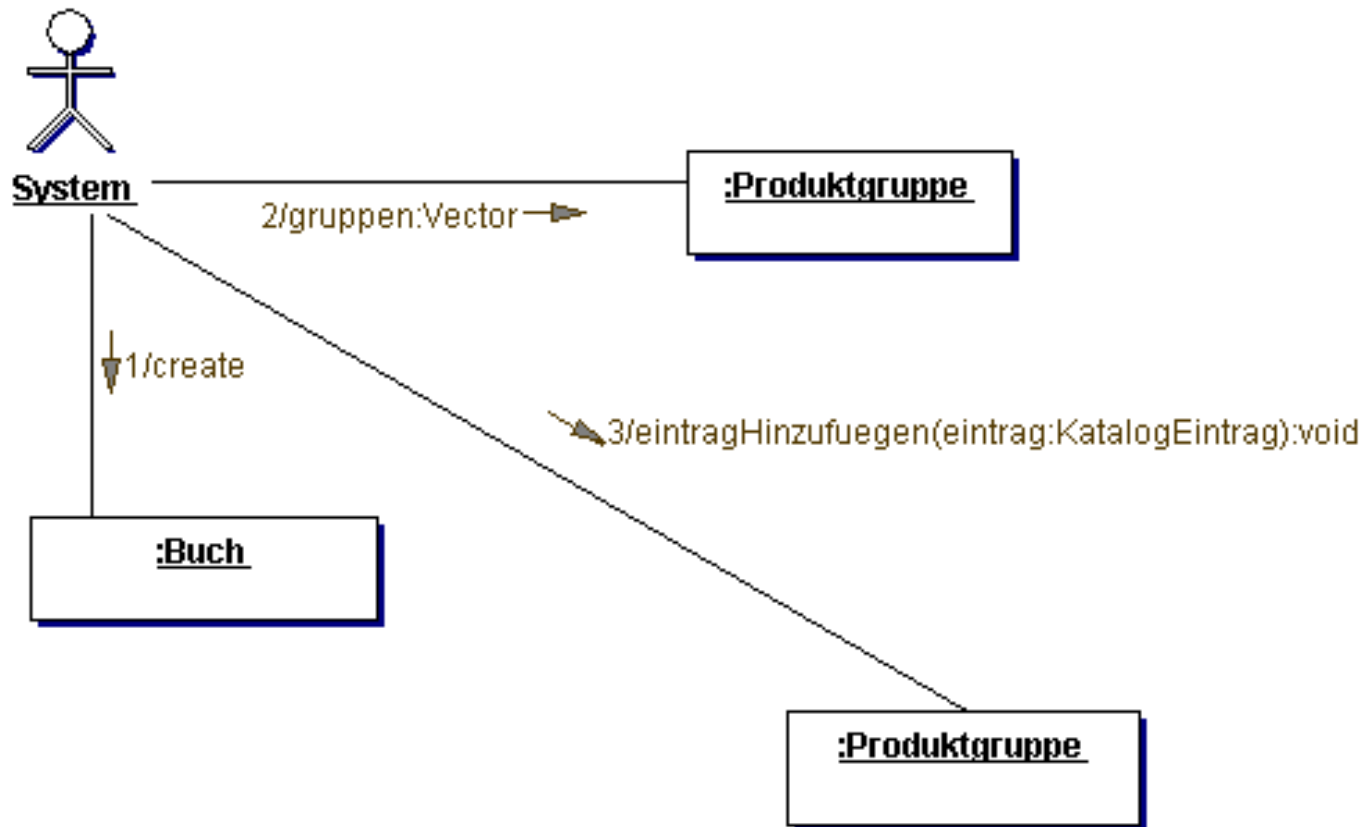 System
:Produktgruppe
2/gruppen:Vector
1/create
3/eintragHinzufuegen(eintrag:KatalogEintrag):void
:Buch
:Produktgruppe